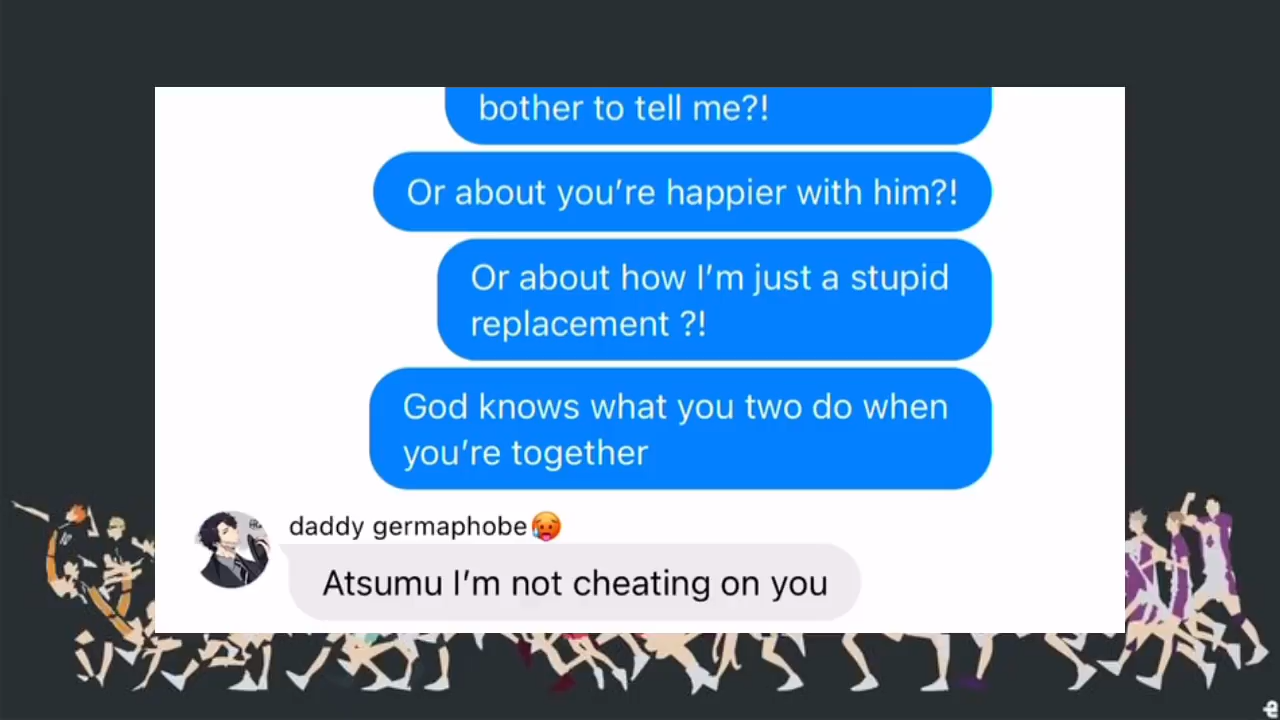 bother to tell me?!
Or about you’re happier with him?!
Or about how I’m just a stupid
replacement ?!
God knows what you two do when
you’re together
daddy germaphobe🥵
Atsumu I’m not cheating on you